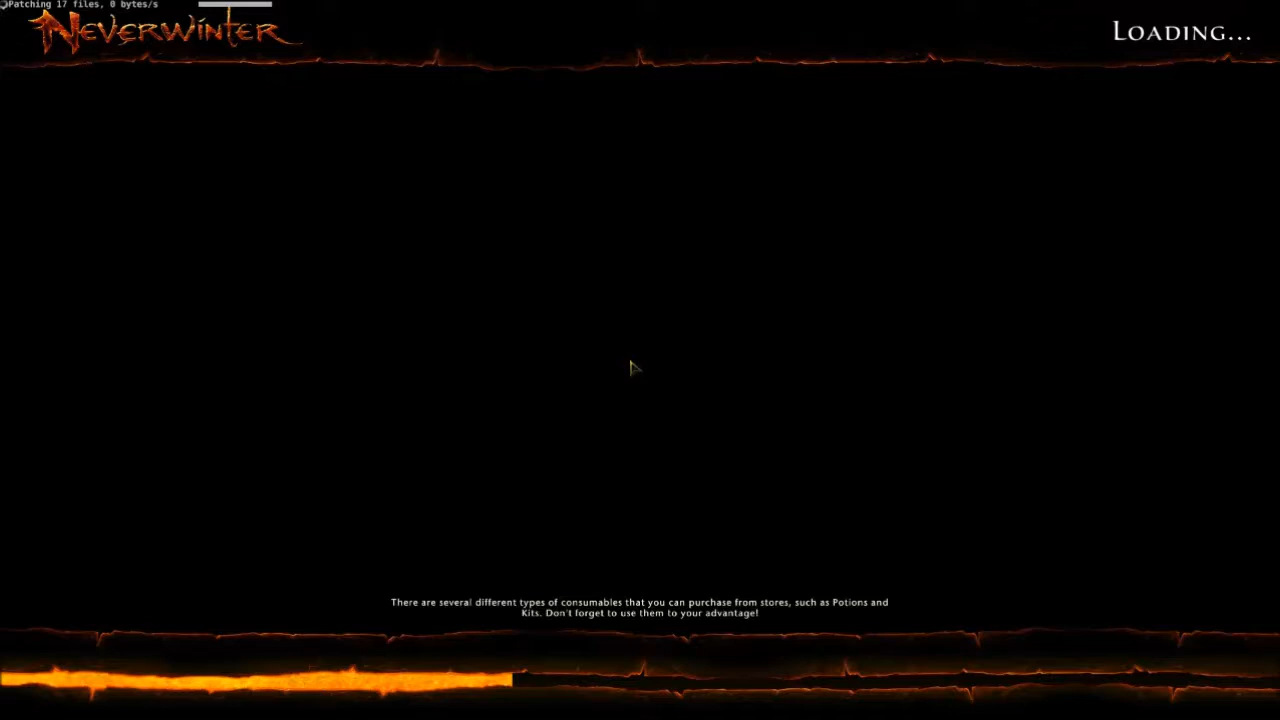 Patching 17 files, 0 bytes/s
NEVERWINTER
LOADING...
There are several different types of consumables that you can purchase from stores, such as Potions and
Kits. Don't forget to use them to your advantage!